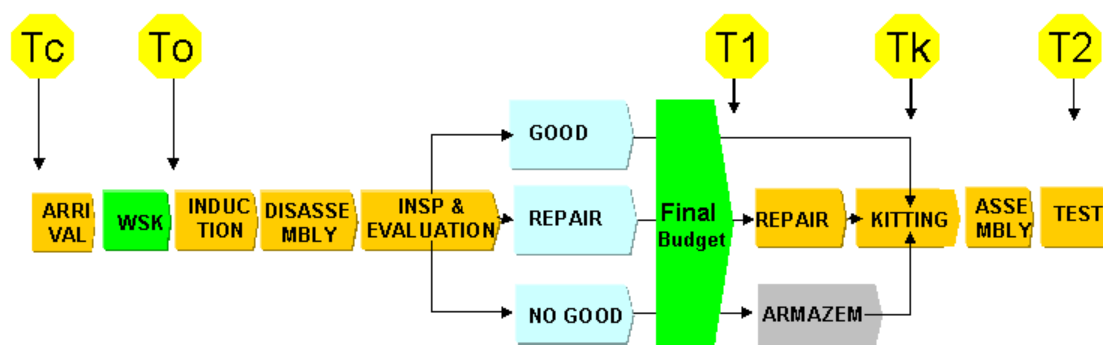 Tc
To
T1
Tk
T2
GOOD
ARRI
VAL
WSK
INDUC
TION
DISASSE
MBLY
INSP &
EVALUATION
REPAIR
Final
Budget
REPAIR
KITTING
ASSE
MBLY
TEST
NO GOOD
ARMAZEM